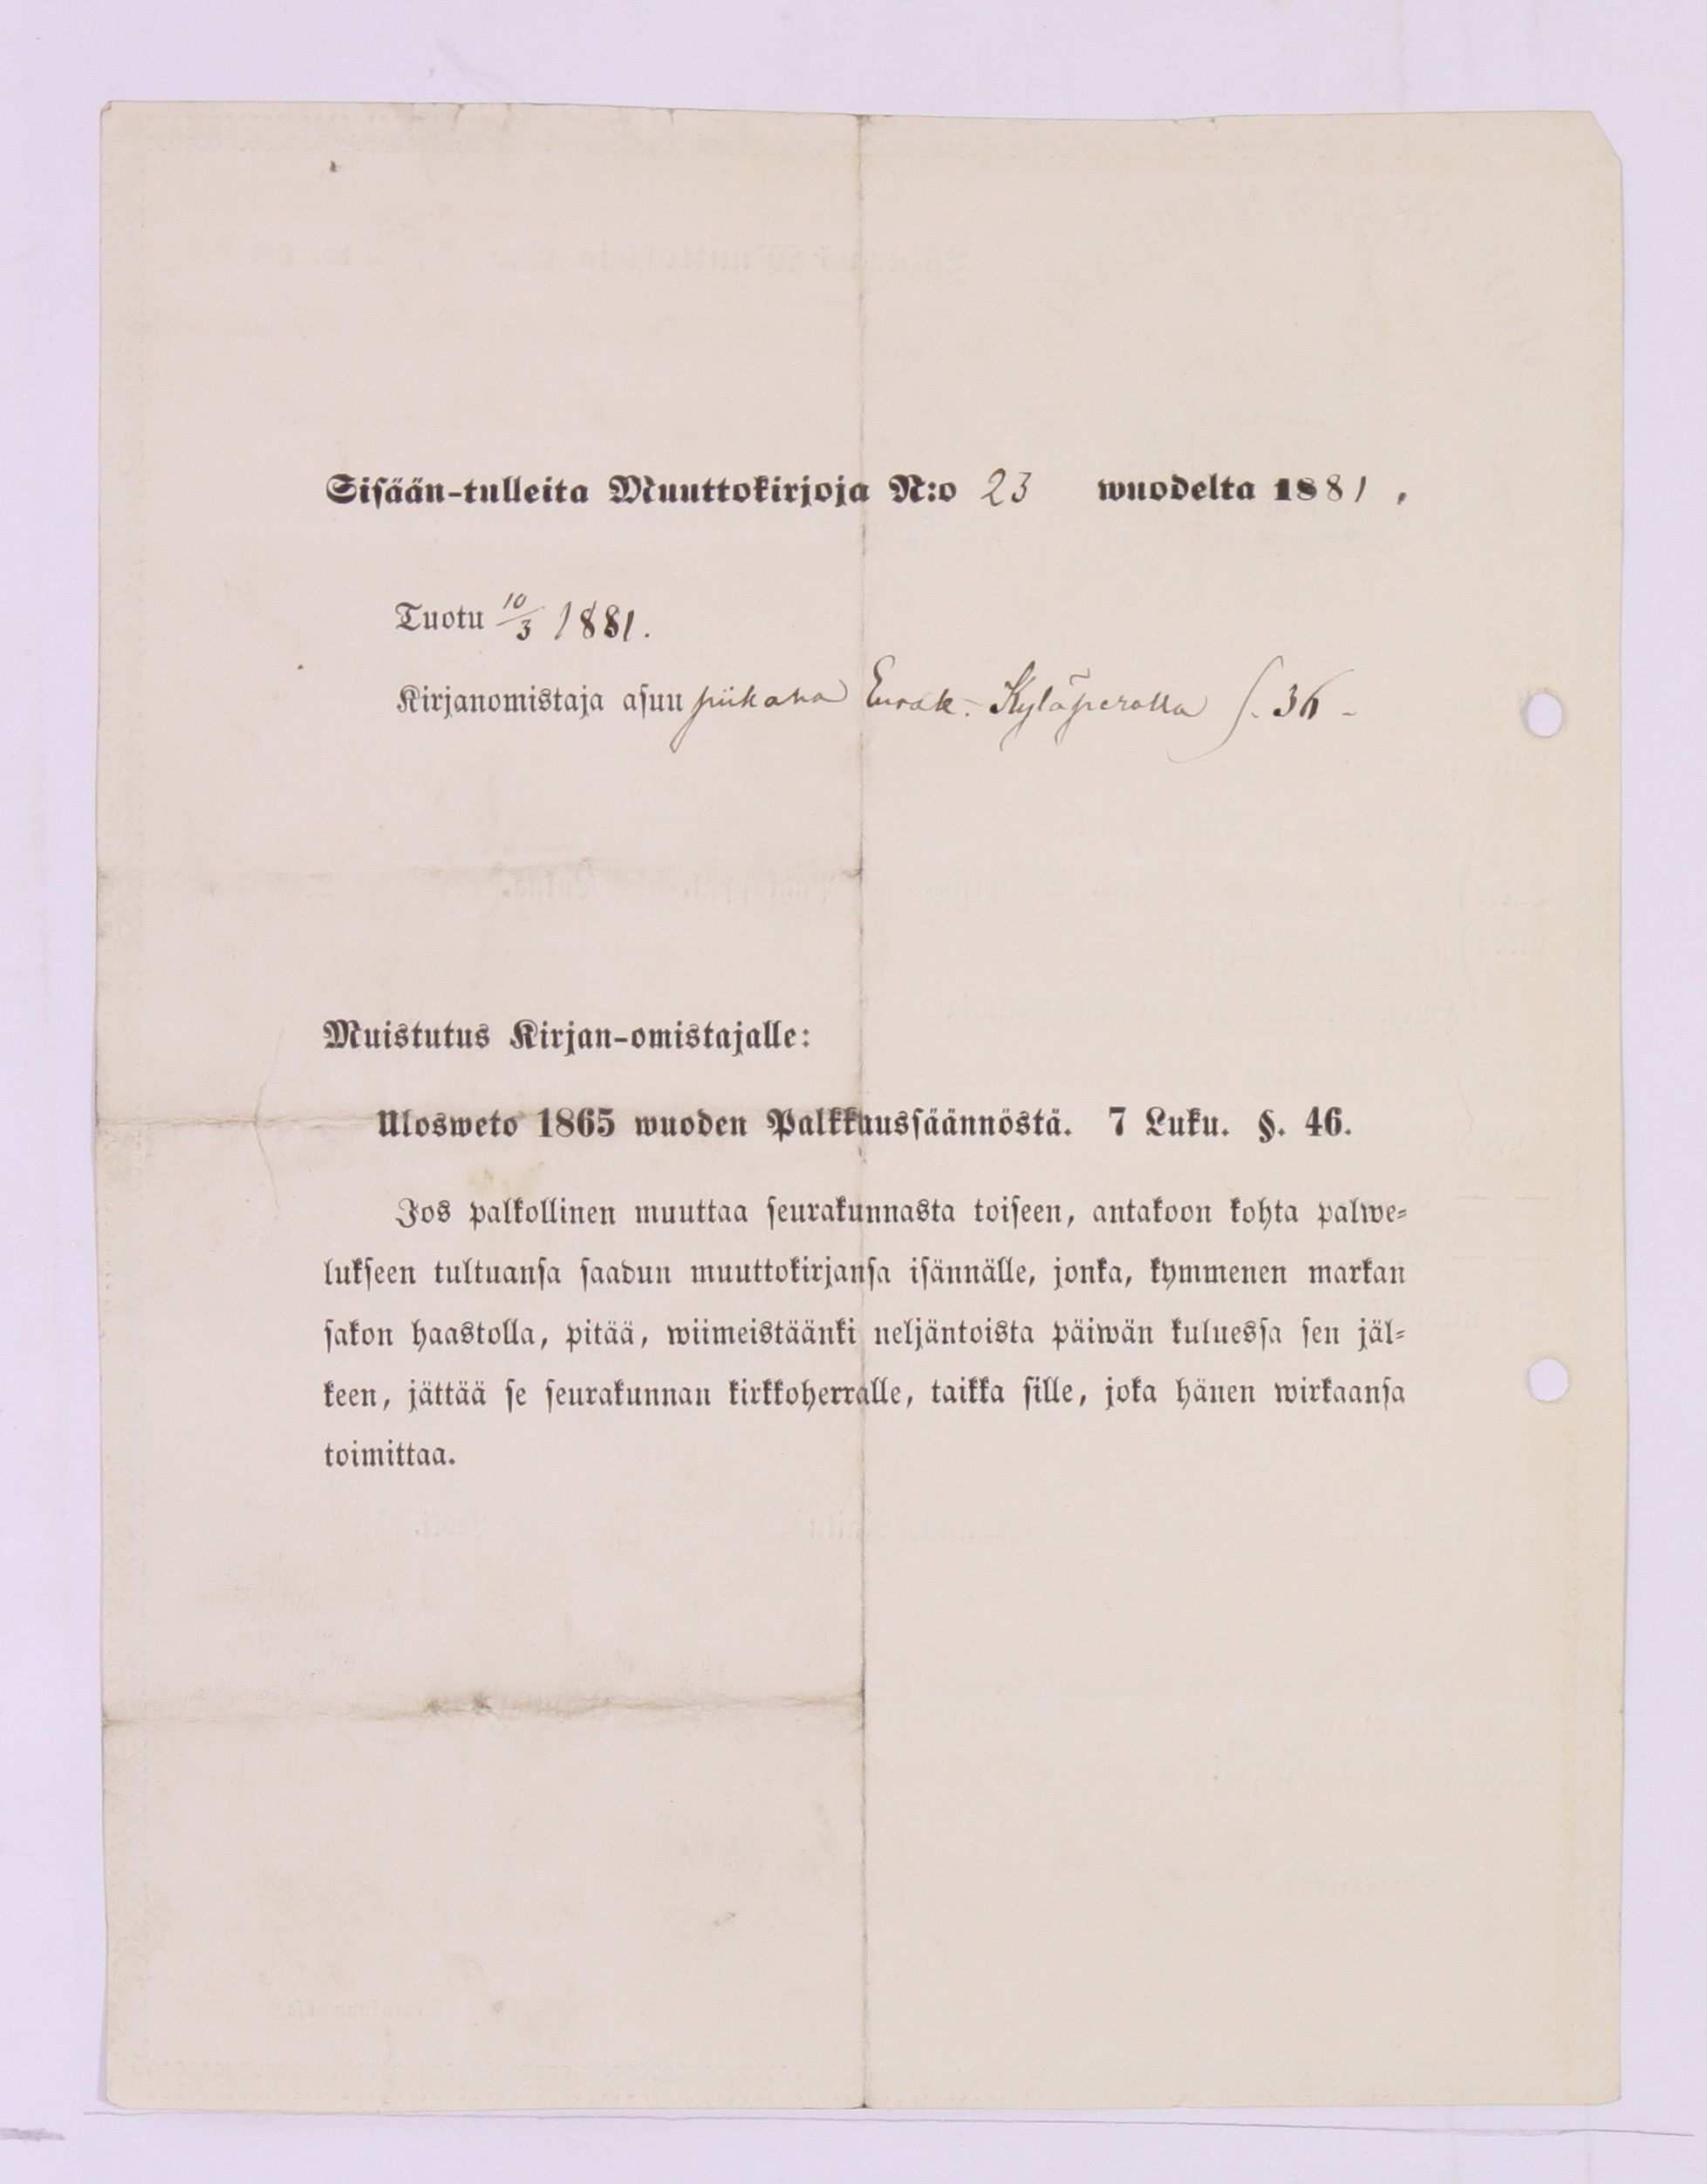 Sisään-tulleita Muuttokirjoja N:o 23 wuodelta 1881.
Tuotu 10/3 1881.
Kirjanomistaja asuu piikana Eurak. Kyläperällä S. 36 -
Muistutus Kirjan-omistajalle:
Ulosweto 1865 wuoden Palkkaussäännöstä. 7 Luku. §. 46.
Jos palkollinen muuttaa seurakunnasta toiseen, antakoon kohta palwe-
lukseen tultuansa saadun muuttokirjansa isännälle, jonka, kymmenen markan
sakon haastolla, pitää, wiimeistäänki neljäntoista päiwän kuluessa sen jäl-
keen, jättää se seurakunnan kirkkoherralle, taikka sille, joka hänen wirkaansa
toimittaa.